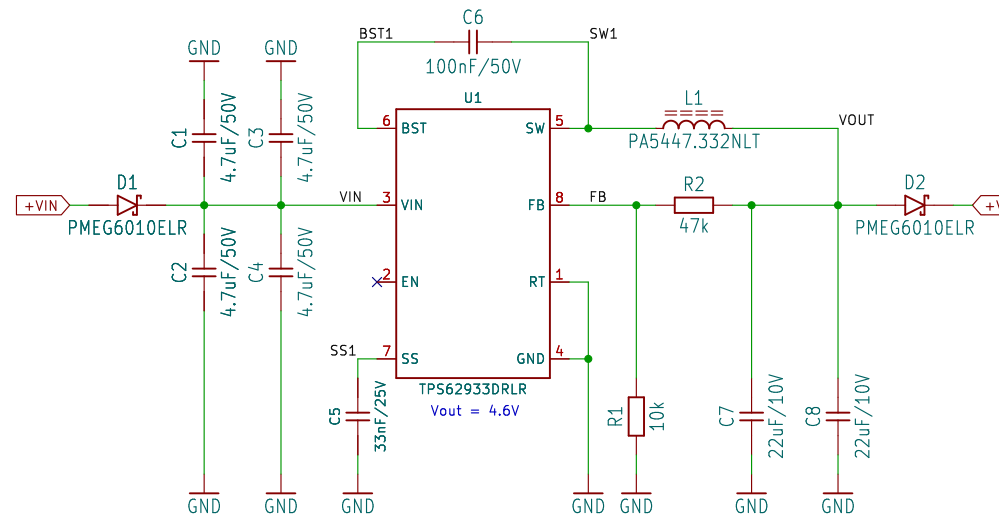 C6
BST1
SW1
100nF/50V
GND
GND
C1
4.7uF/50V
C3
4.7uF/50V
U1
6
BST
SW
5
L1
PA5447.332NLT
VOUT
+VIN
D1
PMEG6010ELR
VIN
3
VIN
FB
8
FB
R2
47k
D2
PMEG6010ELR
+V
C2
4.7uF/50V
C4
4.7uF/50V
2
EN
RT
1
SS1
7
SS
GND
4
TPS62933DRLR
Vout = 4.6V
C5
33nF/25V
R1
10k
C7
22uF/10V
C8
22uF/10V
GND
GND
GND
GND
GND
GND
GND